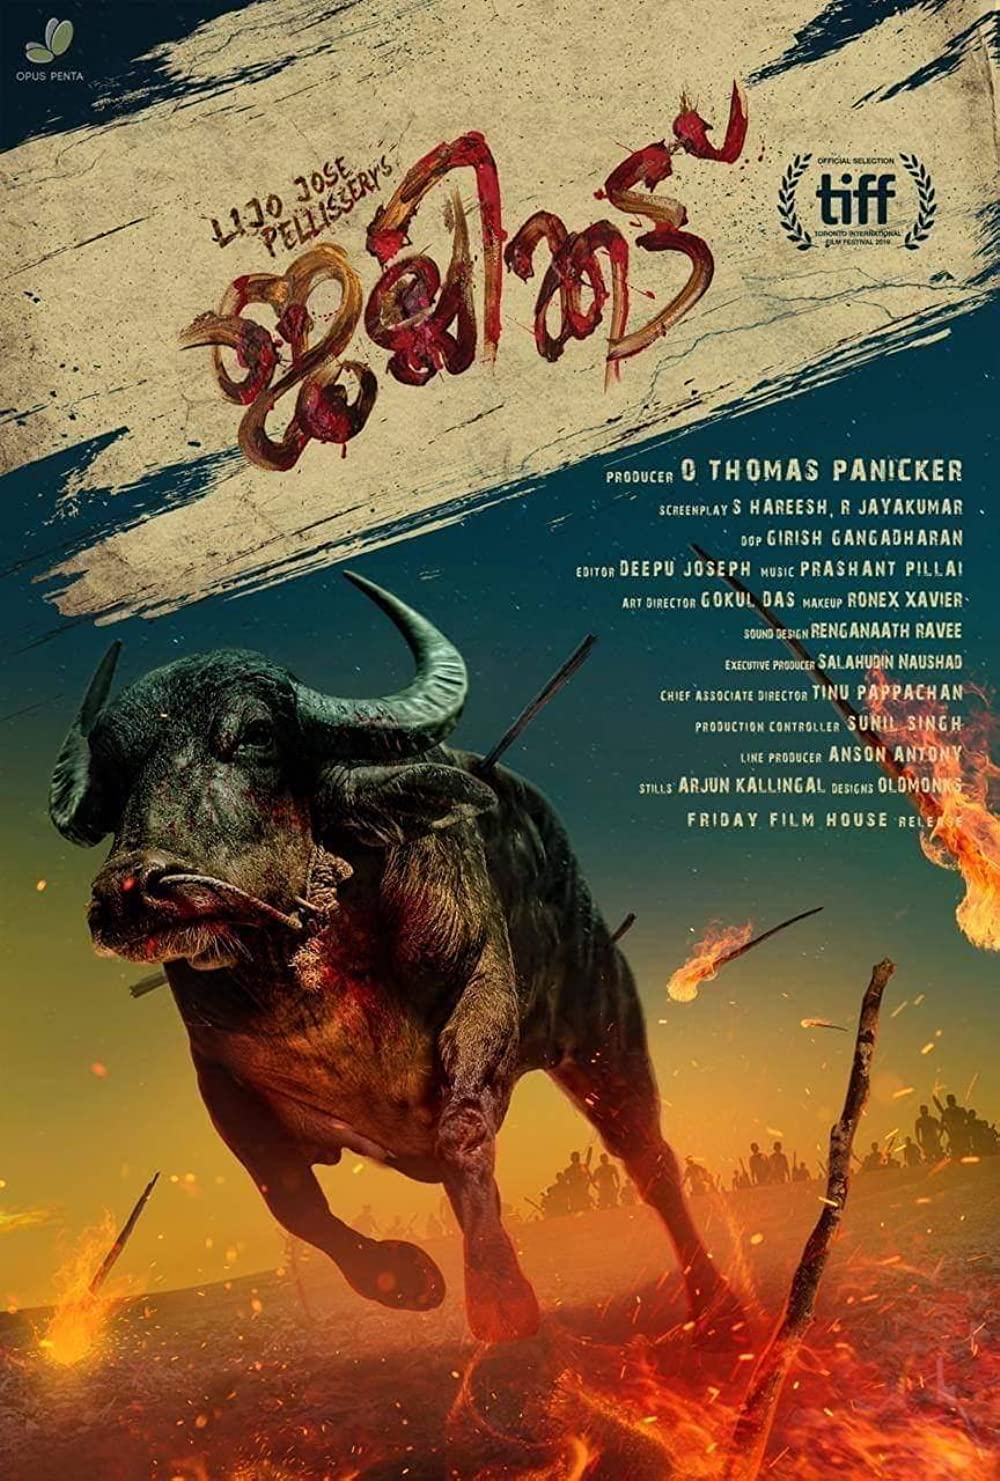 OPUS PENTA
LIJO JOSE
PELLISSERY'S
ജല്ലിക്കട്ട്
OFFICIAL SELECTION
tiff
TORONTO INTERNATIONAL
FILM FESTIVAL 2019
PRODUCER O THOMAS PANICKER
SCREENPLAY S HAREESH, R JAYAKUMAR
DOP GIRISH GANGADHARAN
EDITOR DEEPU JOSEPH MUSIC PRASHANT PILLAI
ART DIRECTOR GOKUL DAS MAKEUP RONEX XAVIER
SOUND DESIGN RENGANAATH RAVEE
EXECUTIVE PRODUCER SALAHUDIN NAUSHAD
CHIEF ASSOCIATE DIRECTOR TINU PAPPACHAN
PRODUCTION CONTROLLER SUNIL SINGH
LINE PRODUCER ANSON ANTONY
STILLS ARJUN KALLINGAL DESIGNS OLDMONKS
FRIDAY FILM HOUSE RELEASE